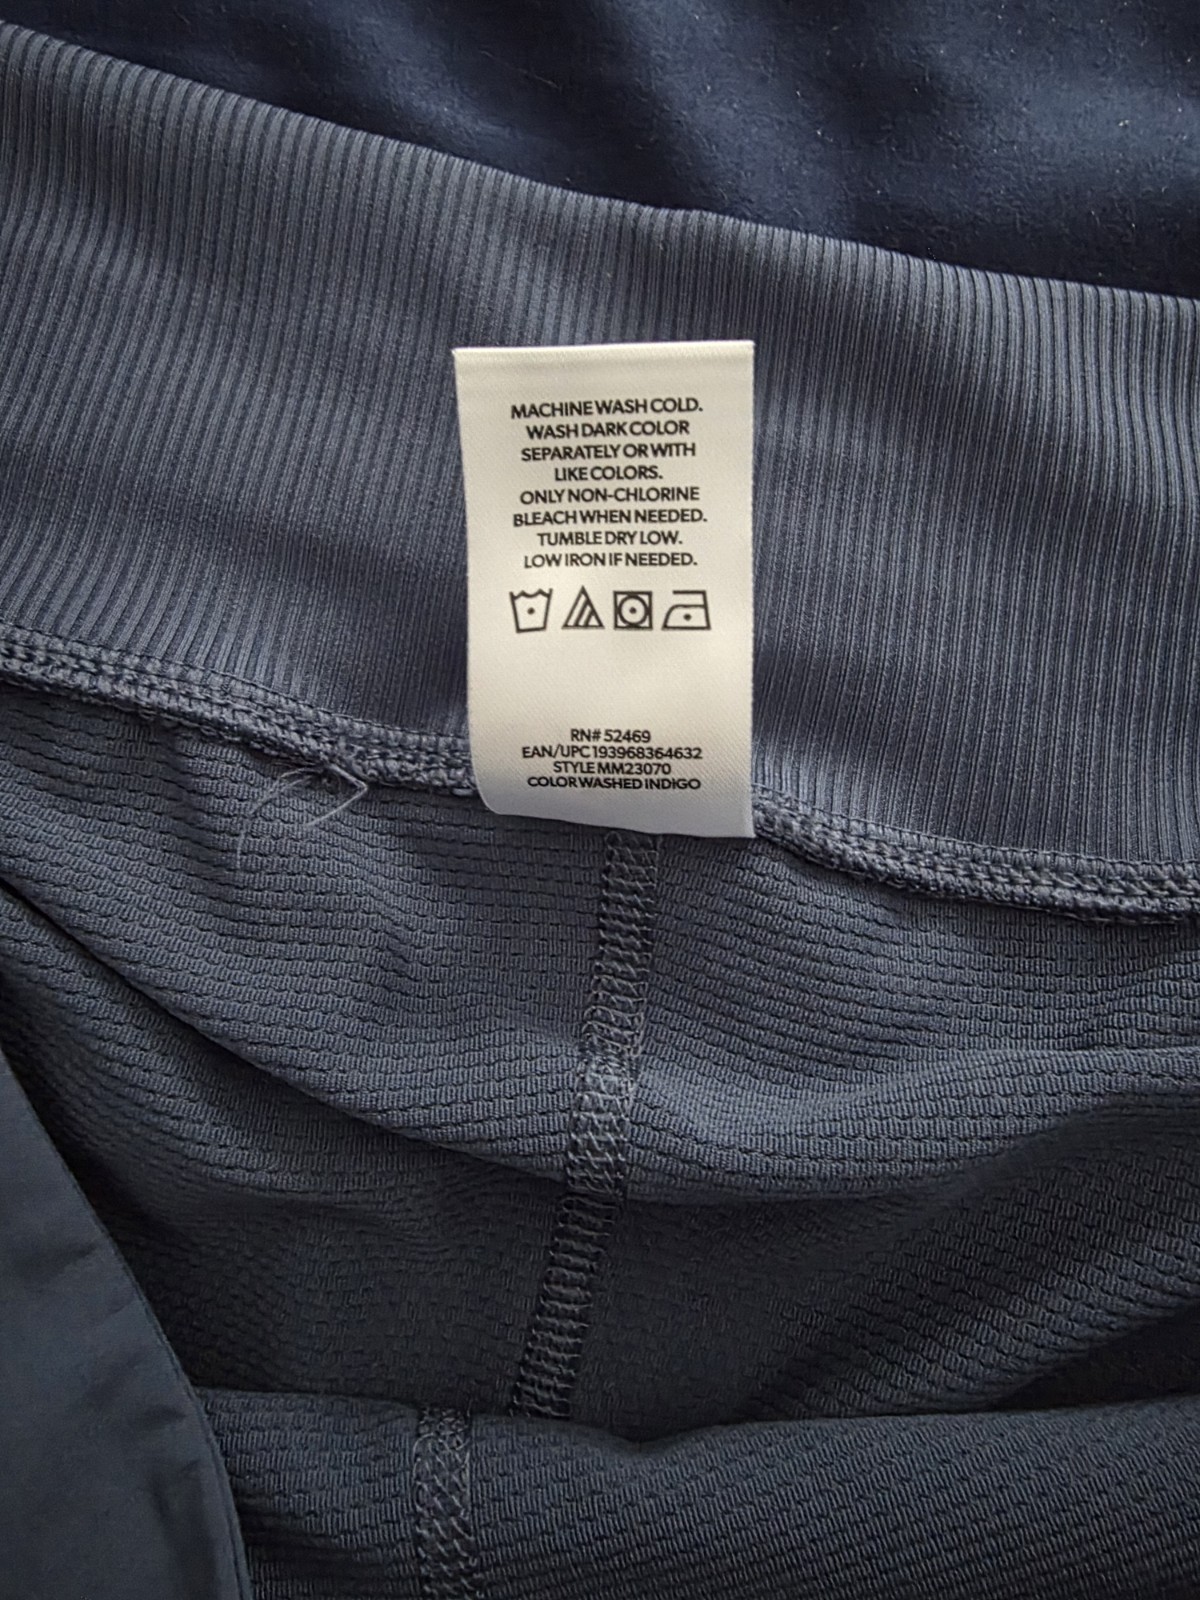 MACHINE WASH COLD.
WASH DARK COLOR
SEPARATELY OR WITH
LIKE COLORS.
ONLY NON-CHLORINE
BLEACH WHEN NEEDED.
TUMBLE DRY LOW.
LOW IRON IF NEEDED.
RN# 52469
EAN/UPC 193968364632
STYLE MM23070
COLOR WASHED INDIGO